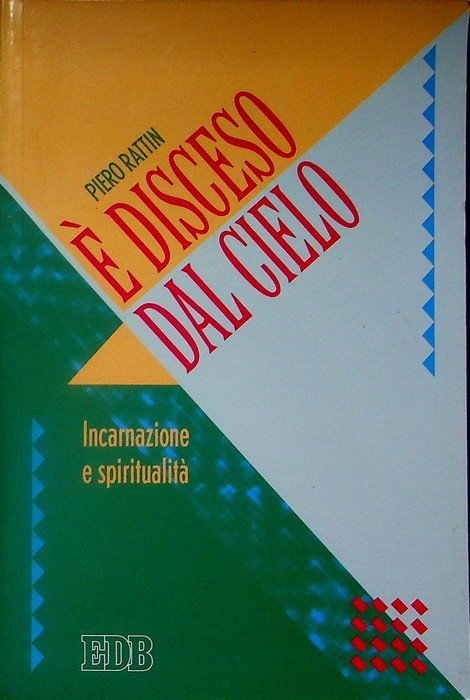 PIERO RATTIN
È DISCESO
DAL CIELO
Incarnazione
e spiritualità
EDB